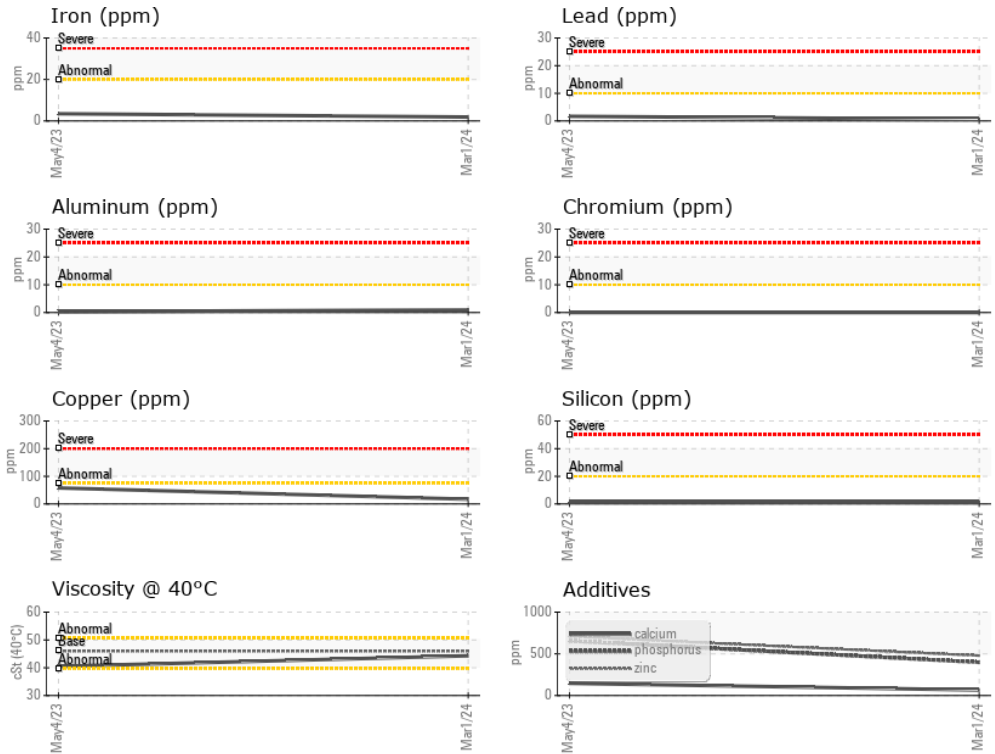 Iron (ppm)
40
Severe
Abnormal
20
0
ppm
May4/23
Mar1/24
Lead (ppm)
30
Severe
20
Abnormal
10
0
ppm
May4/23
Mar1/24
Aluminum (ppm)
30
Severe
20
Abnormal
10
0
ppm
May4/23
Mar1/24
Chromium (ppm)
30
Severe
20
Abnormal
10
0
ppm
May4/23
Mar1/24
Copper (ppm)
300
Severe
200
100
Abnormal
0
ppm
May4/23
Mar1/24
Silicon (ppm)
60
Severe
40
Abnormal
20
0
ppm
May4/23
Mar1/24
Viscosity @ 40°C
60
Abnormal
50
Base
Abnormal
40
30
cSt (40°C)
May4/23
Mar1/24
Additives
1000
calcium
phosphorus
500
zinc
0
ppm
May4/23
Mar1/24